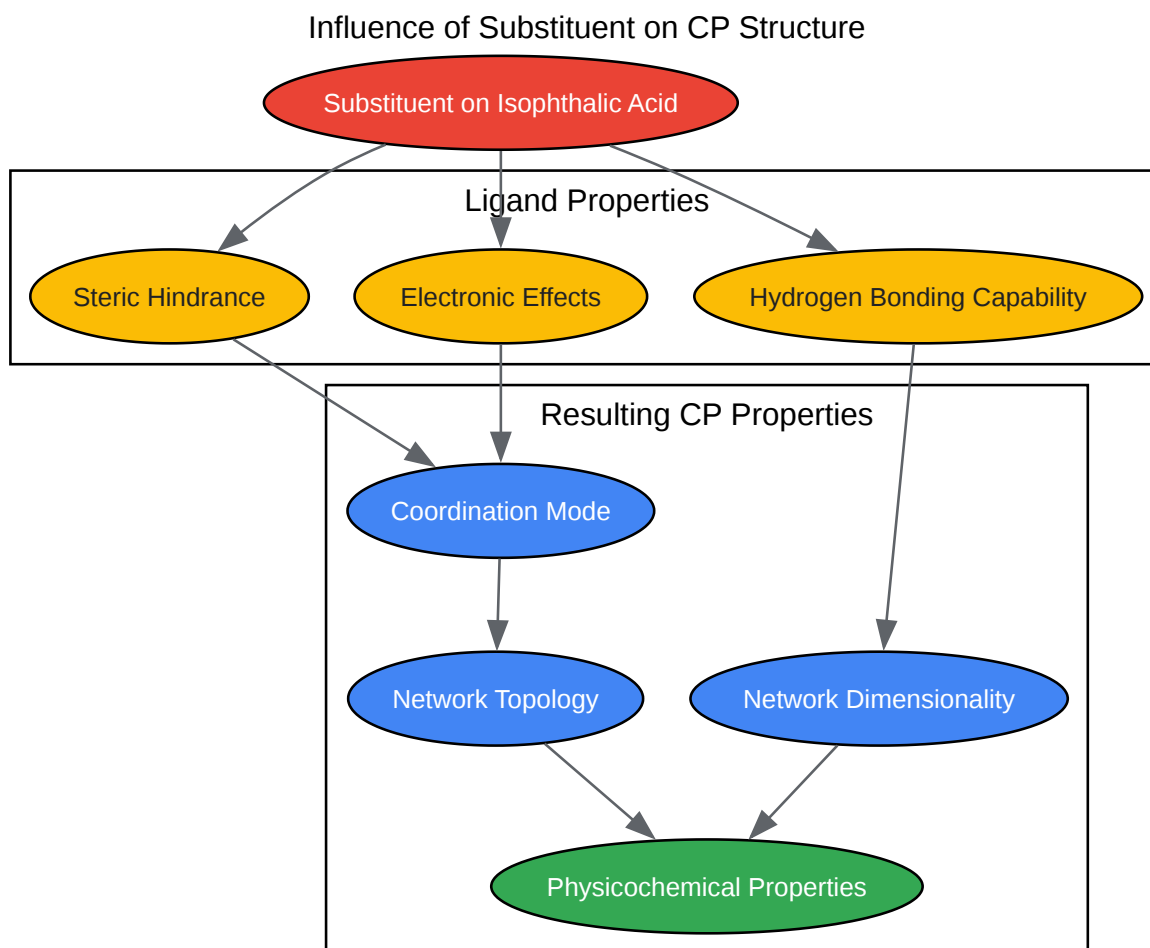 Influence of Substituent on CP Structure
Substituent on Isophthalic Acid
Ligand Properties
Steric Hindrance
Electronic Effects
Hydrogen Bonding Capability
Resulting CP Properties
Coordination Mode
Network Topology
Network Dimensionality
Physicochemical Properties